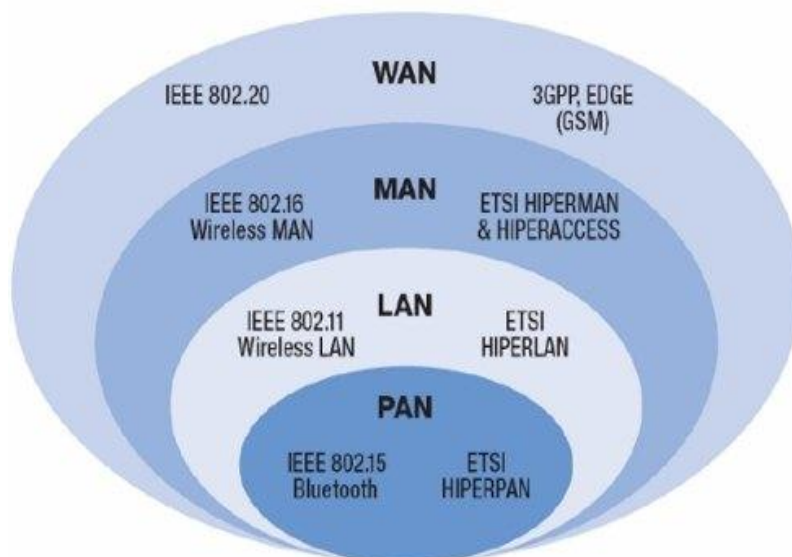 WAN
IEEE 802.20
3GPP, EDGE
(GSM)
MAN
IEEE 802.16
Wireless MAN
ETSI HIPERMAN
& HIPERACCESS
LAN
IEEE 802.11
Wireless LAN
ETSI
HIPERLAN
PAN
IEEE 802.15
Bluetooth
ETSI
HIPERPAN